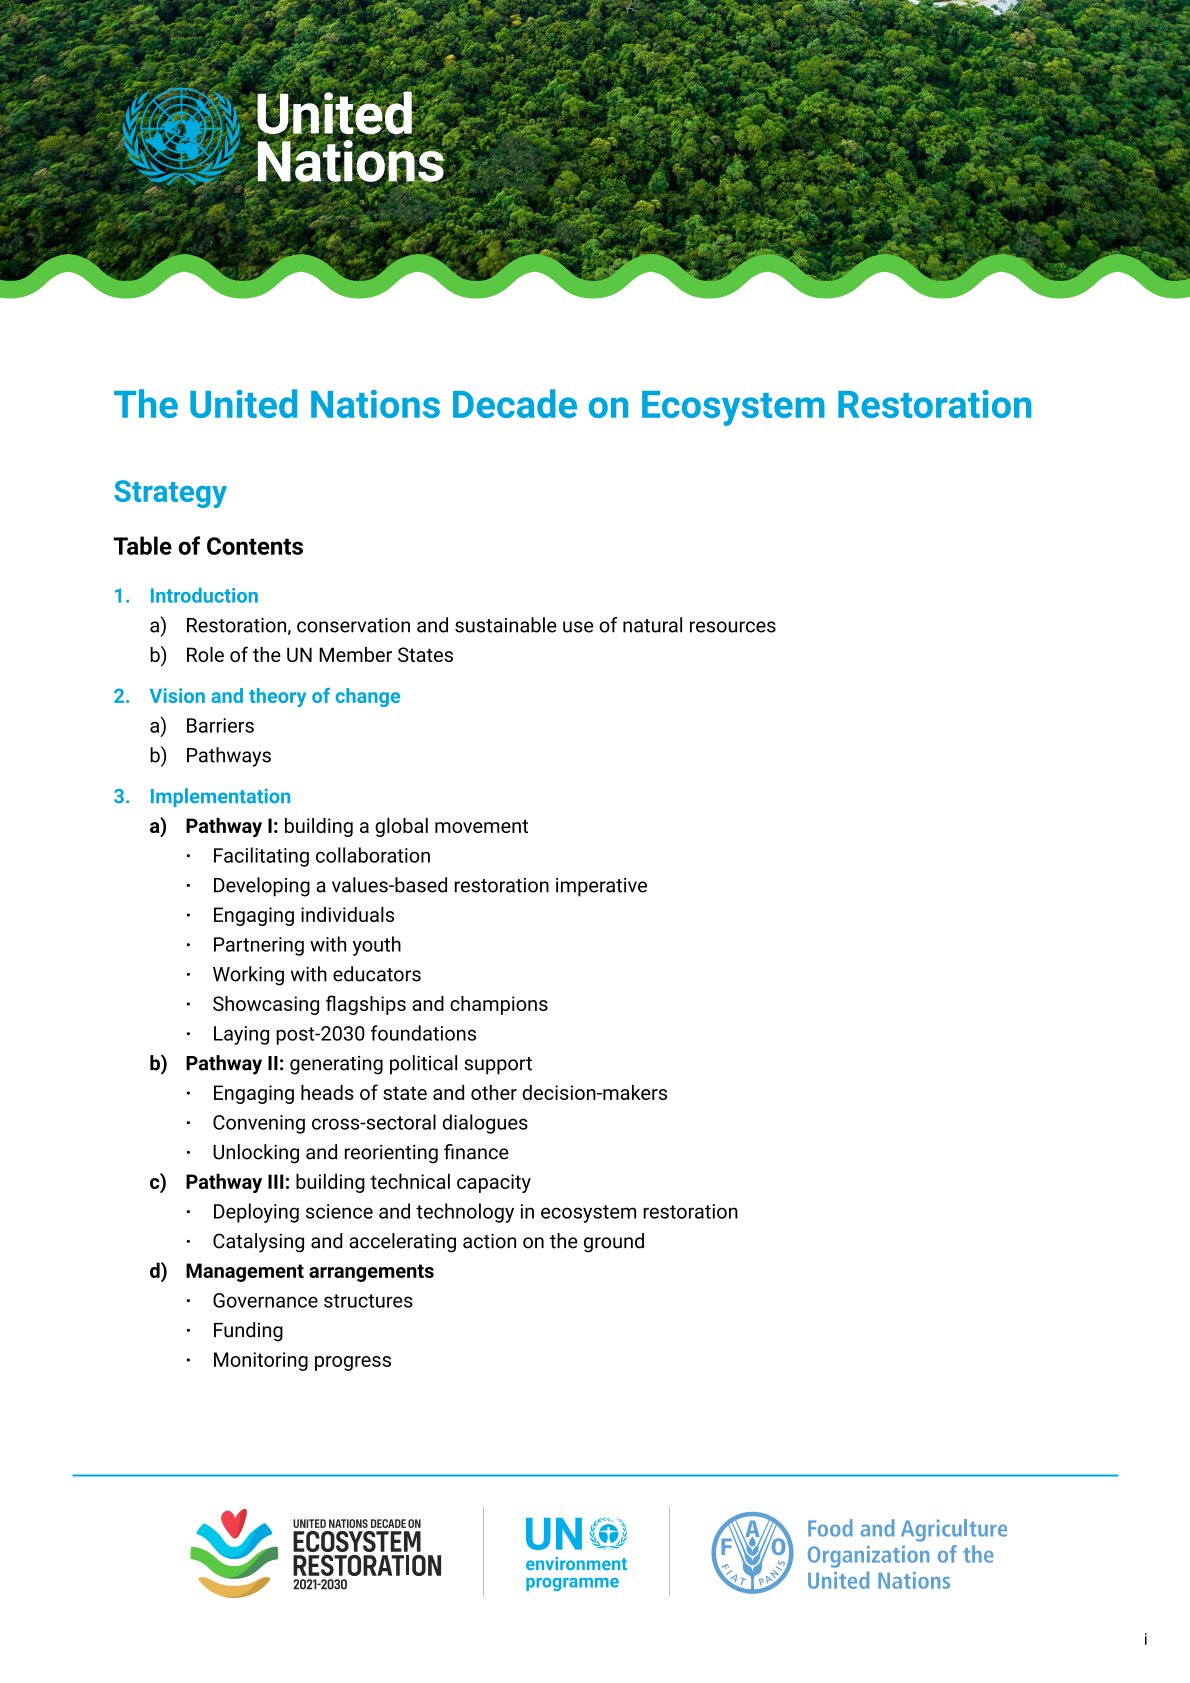 United
Nations
The United Nations Decade on Ecosystem Restoration
Strategy
Table of Contents
1. Introduction
a) Restoration, conservation and sustainable use of natural resources
b) Role of the UN Member States
2. Vision and theory of change
a) Barriers
b) Pathways
3. Implementation
a) Pathway I: building a global movement
· Facilitating collaboration
· Developing a values-based restoration imperative
· Engaging individuals
· Partnering with youth
· Working with educators
· Showcasing flagships and champions
· Laying post-2030 foundations
b) Pathway II: generating political support
· Engaging heads of state and other decision-makers
· Convening cross-sectoral dialogues
· Unlocking and reorienting finance
c) Pathway III: building technical capacity
· Deploying science and technology in ecosystem restoration
· Catalysing and accelerating action on the ground
d) Management arrangements
· Governance structures
· Funding
· Monitoring progress
UNITED NATIONS DECADE ON
ECOSYSTEM
RESTORATION
2021-2030
UN
environment
programme
FAO
FIAT PANIS
Food and Agriculture
Organization of the
United Nations
i